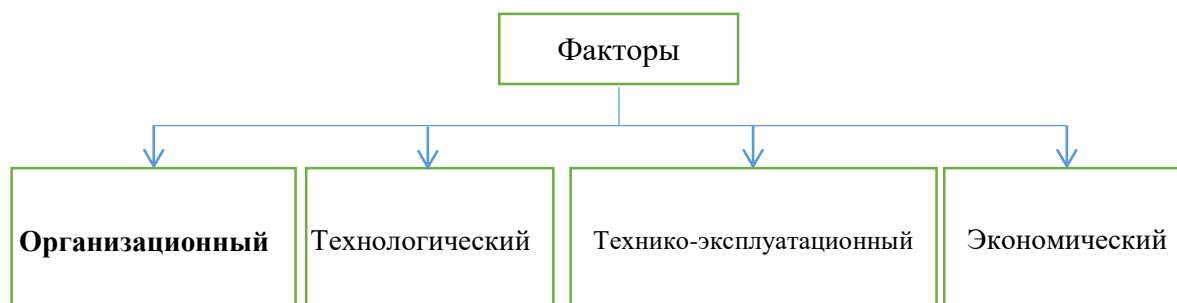 Факторы
Организационный
Технологический
Технико-эксплуатационный
Экономический